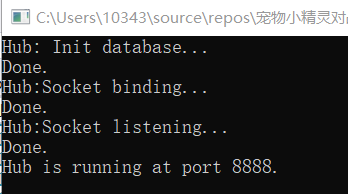 C:\Users\10343\source\repos\宠物小精灵对
Hub: Init database...
Done.
Hub:Socket binding...
Done.
Hub:Socket listening...
Done.
Hub is running at port 8888.